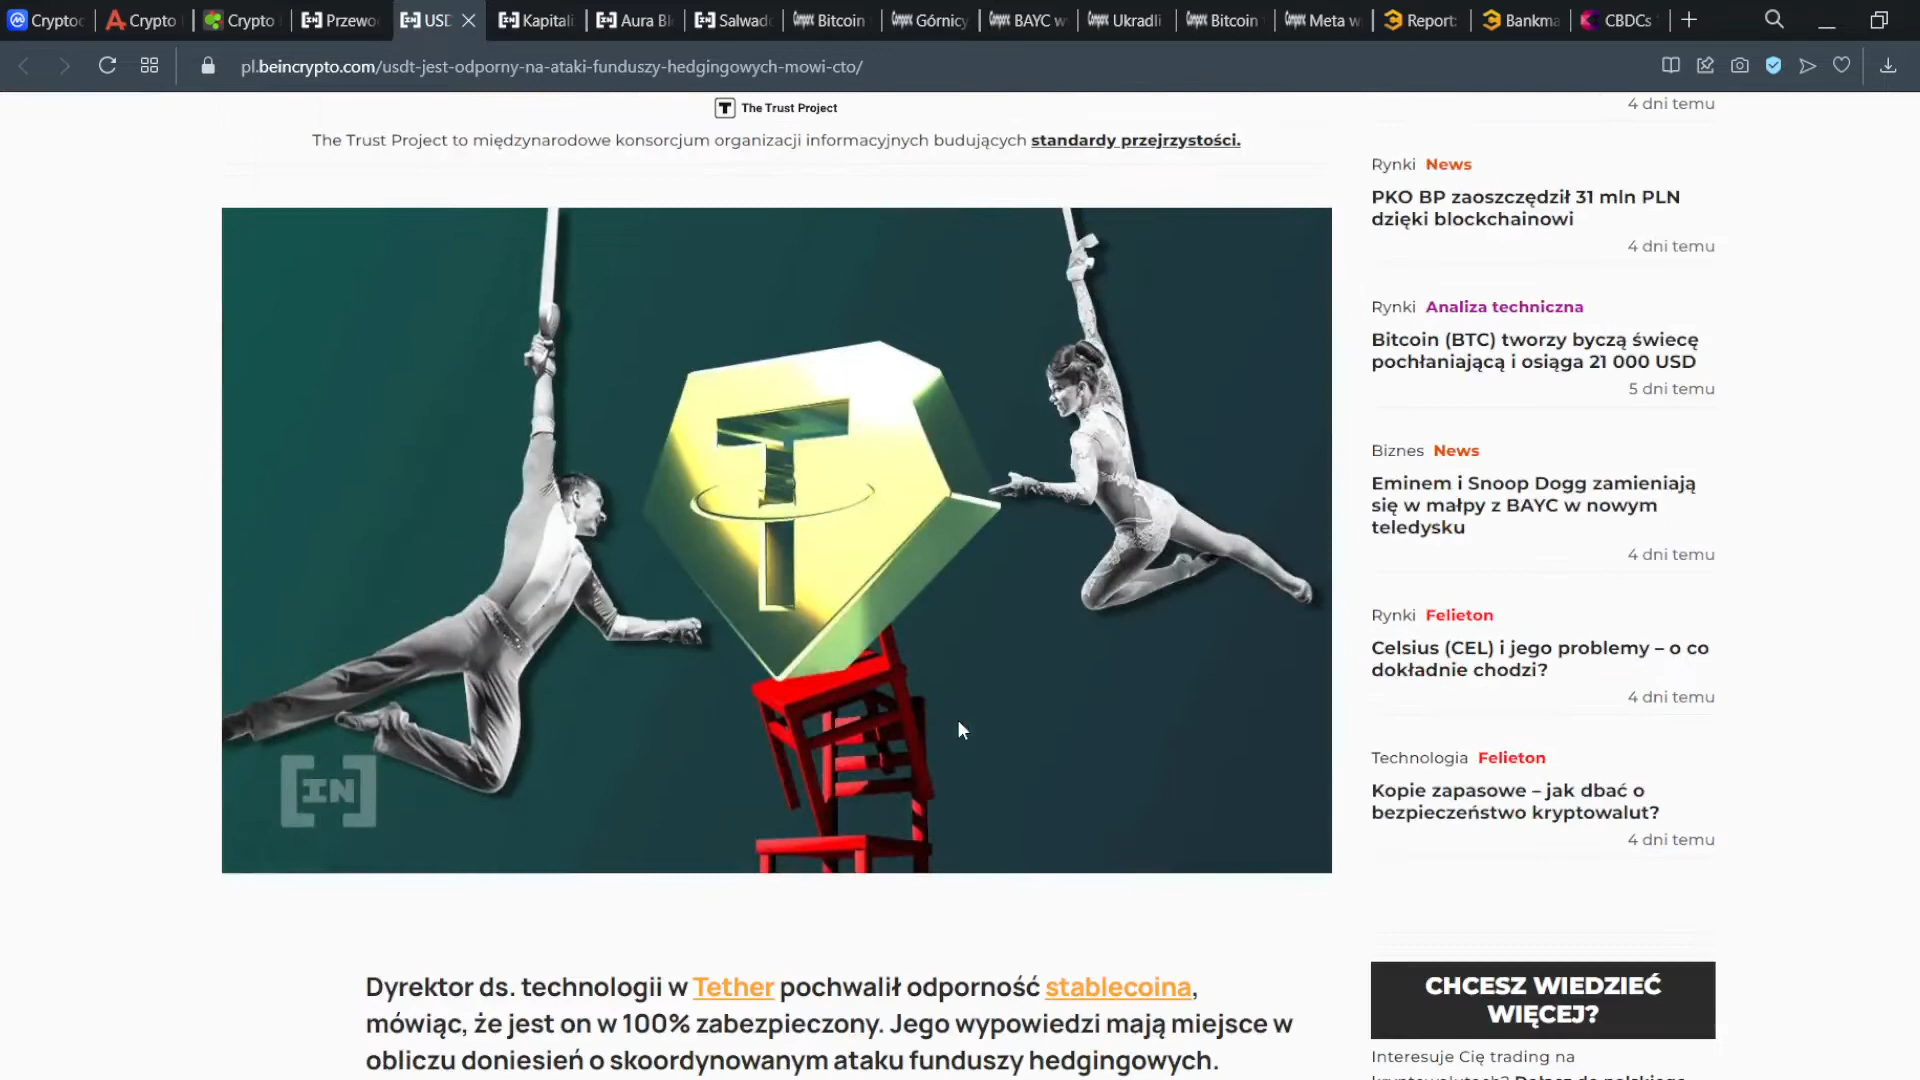 Cryptoc
Crypto
Crypto
Przewo
USD
Kapitali
Aura Bl
Salwado
Bitcoin
Górnicy
BAYC w
Ukradli
Bitcoin
Meta w
Report:
Bankma
CBDCs
pl.beincrypto.com/usdt-jest-odporny-na-ataki-funduszy-hedgingowych-mowi-cto/
The Trust Project
The Trust Project to międzynarodowe konsorcjum organizacji informacyjnych budujących standardy przejrzystości.
IN
Dyrektor ds. technologii w Tether pochwalił odporność stablecoina,
mówiąc, że jest on w 100% zabezpieczony. Jego wypowiedzi mają miejsce w
obliczu doniesień o skoordynowanym ataku funduszy hedgingowych.
4 dni temu
Rynki News
PKO BP zaoszczędził 31 mln PLN
dzięki blockchainowi
4 dni temu
Rynki Analiza techniczna
Bitcoin (BTC) tworzy byczą świecę
pochłaniającą i osiąga 21 000 USD
5 dni temu
Biznes News
Eminem i Snoop Dogg zamieniają
się w małpy z BAYC w nowym
teledysku
4 dni temu
Rynki Felieton
Celsius (CEL) i jego problemy – o co
dokładnie chodzi?
4 dni temu
Technologia Felieton
Kopie zapasowe – jak dbać o
bezpieczeństwo kryptowalut?
4 dni temu
CHCESZ WIEDZIEĆ
WIĘCEJ?
Interesuje Cię trading na